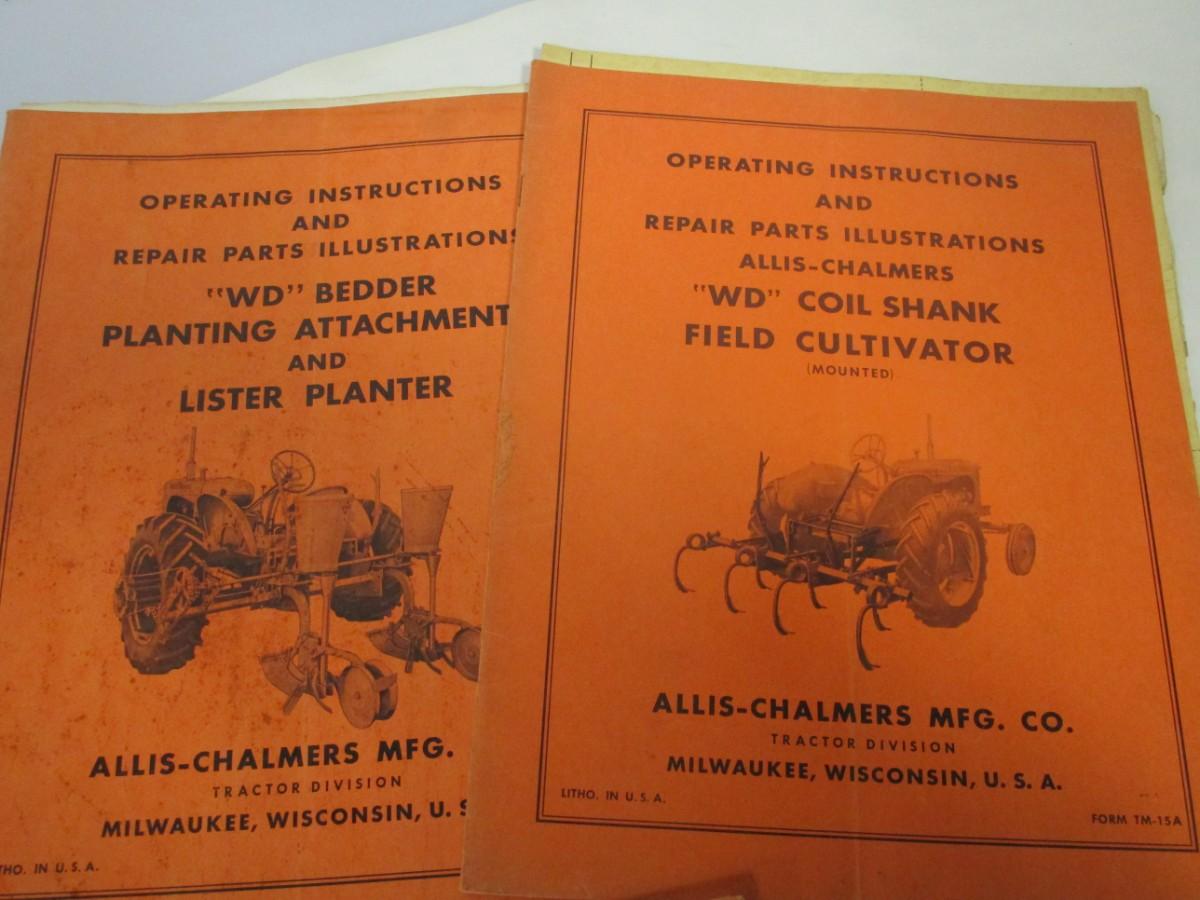 OPERATING INSTRUCTIONS
AND
REPAIR PARTS ILLUSTRATIONS
"WD" BEDDER
PLANTING ATTACHMENT
AND
LISTER PLANTER
ALLIS-CHALMERS MFG.
TRACTOR DIVISION
MILWAUKEE, WISCONSIN, U. S
THO. IN U. S. A.
OPERATING INSTRUCTIONS
AND
REPAIR PARTS ILLUSTRATIONS
ALLIS-CHALMERS
"WD" COIL SHANK
FIELD CULTIVATOR
(MOUNTED)
ALLIS-CHALMERS MFG. CO.
TRACTOR DIVISION
MILWAUKEE, WISCONSIN, U. S. A.
LITHO. IN U. S. A.
FORM TM-15A